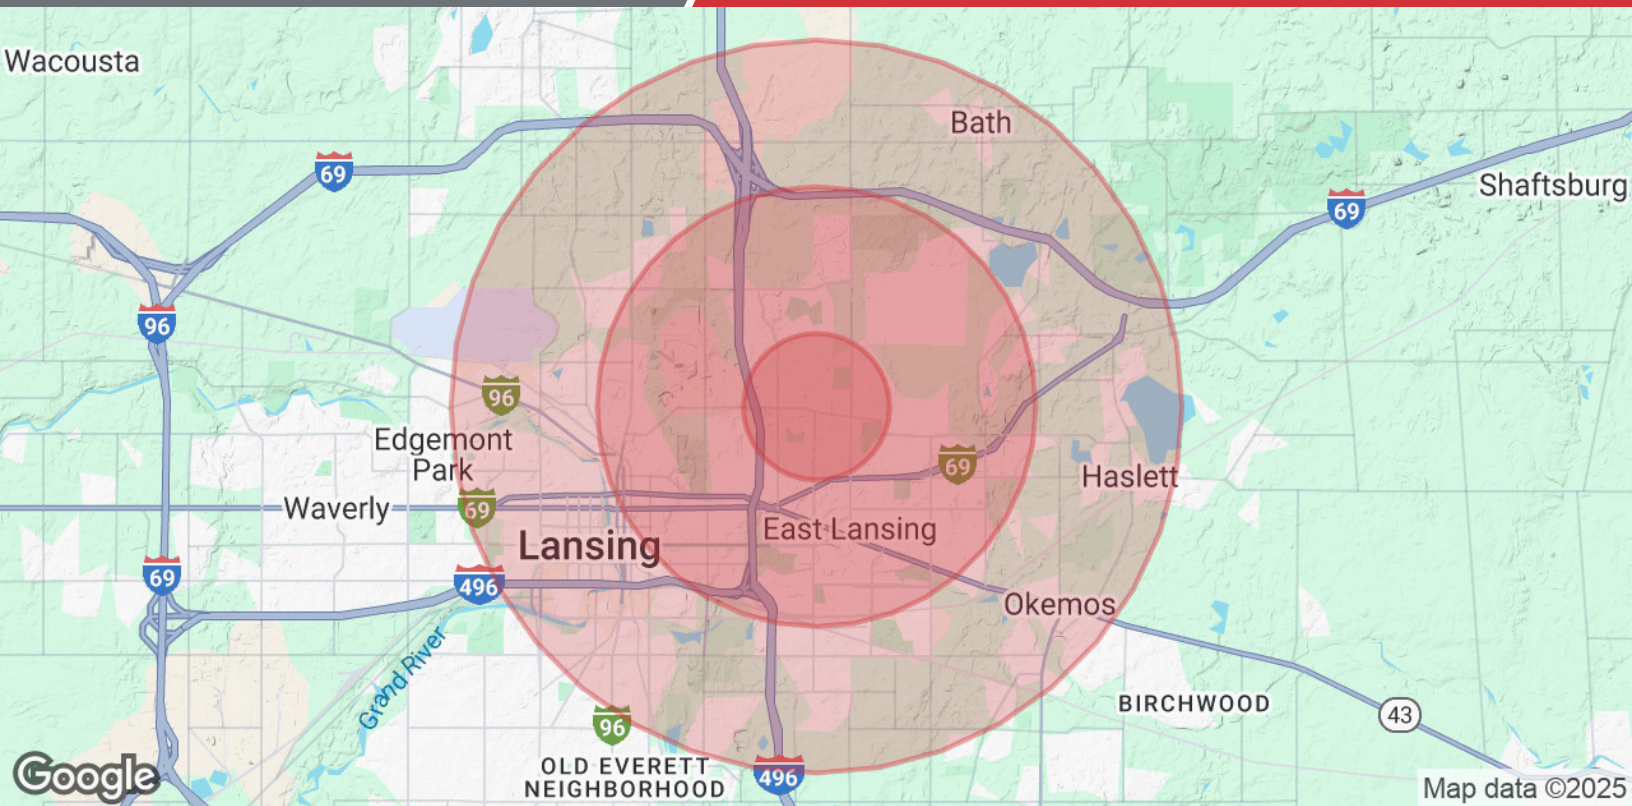 Wacousta
Bath
69
Shaftsburg
69
96
96
Edgemont
Park
69
Haslett
Waverly
69
East Lansing
Lansing
69
496
Okemos
Grand River
BIRCHWOOD
43
96
OLD EVERETT
NEIGHBORHOOD
496
Google
Map data ©2025